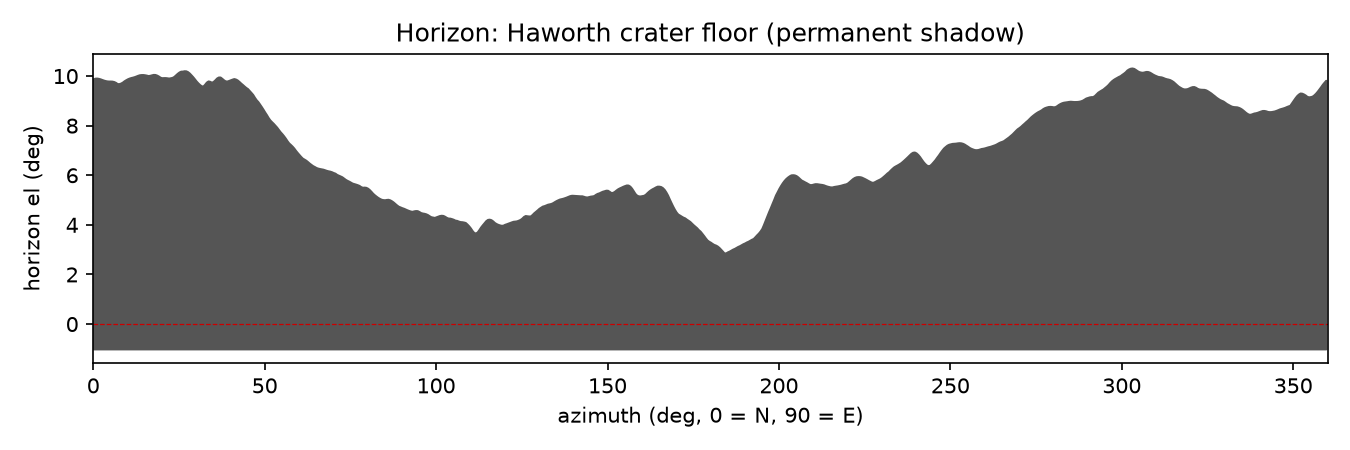 Horizon: Haworth crater floor (permanent shadow)
horizon el (deg)
10
8
6
4
2
0
0 50 100 150 200 250 300 350
azimuth (deg, 0 = N, 90 = E)